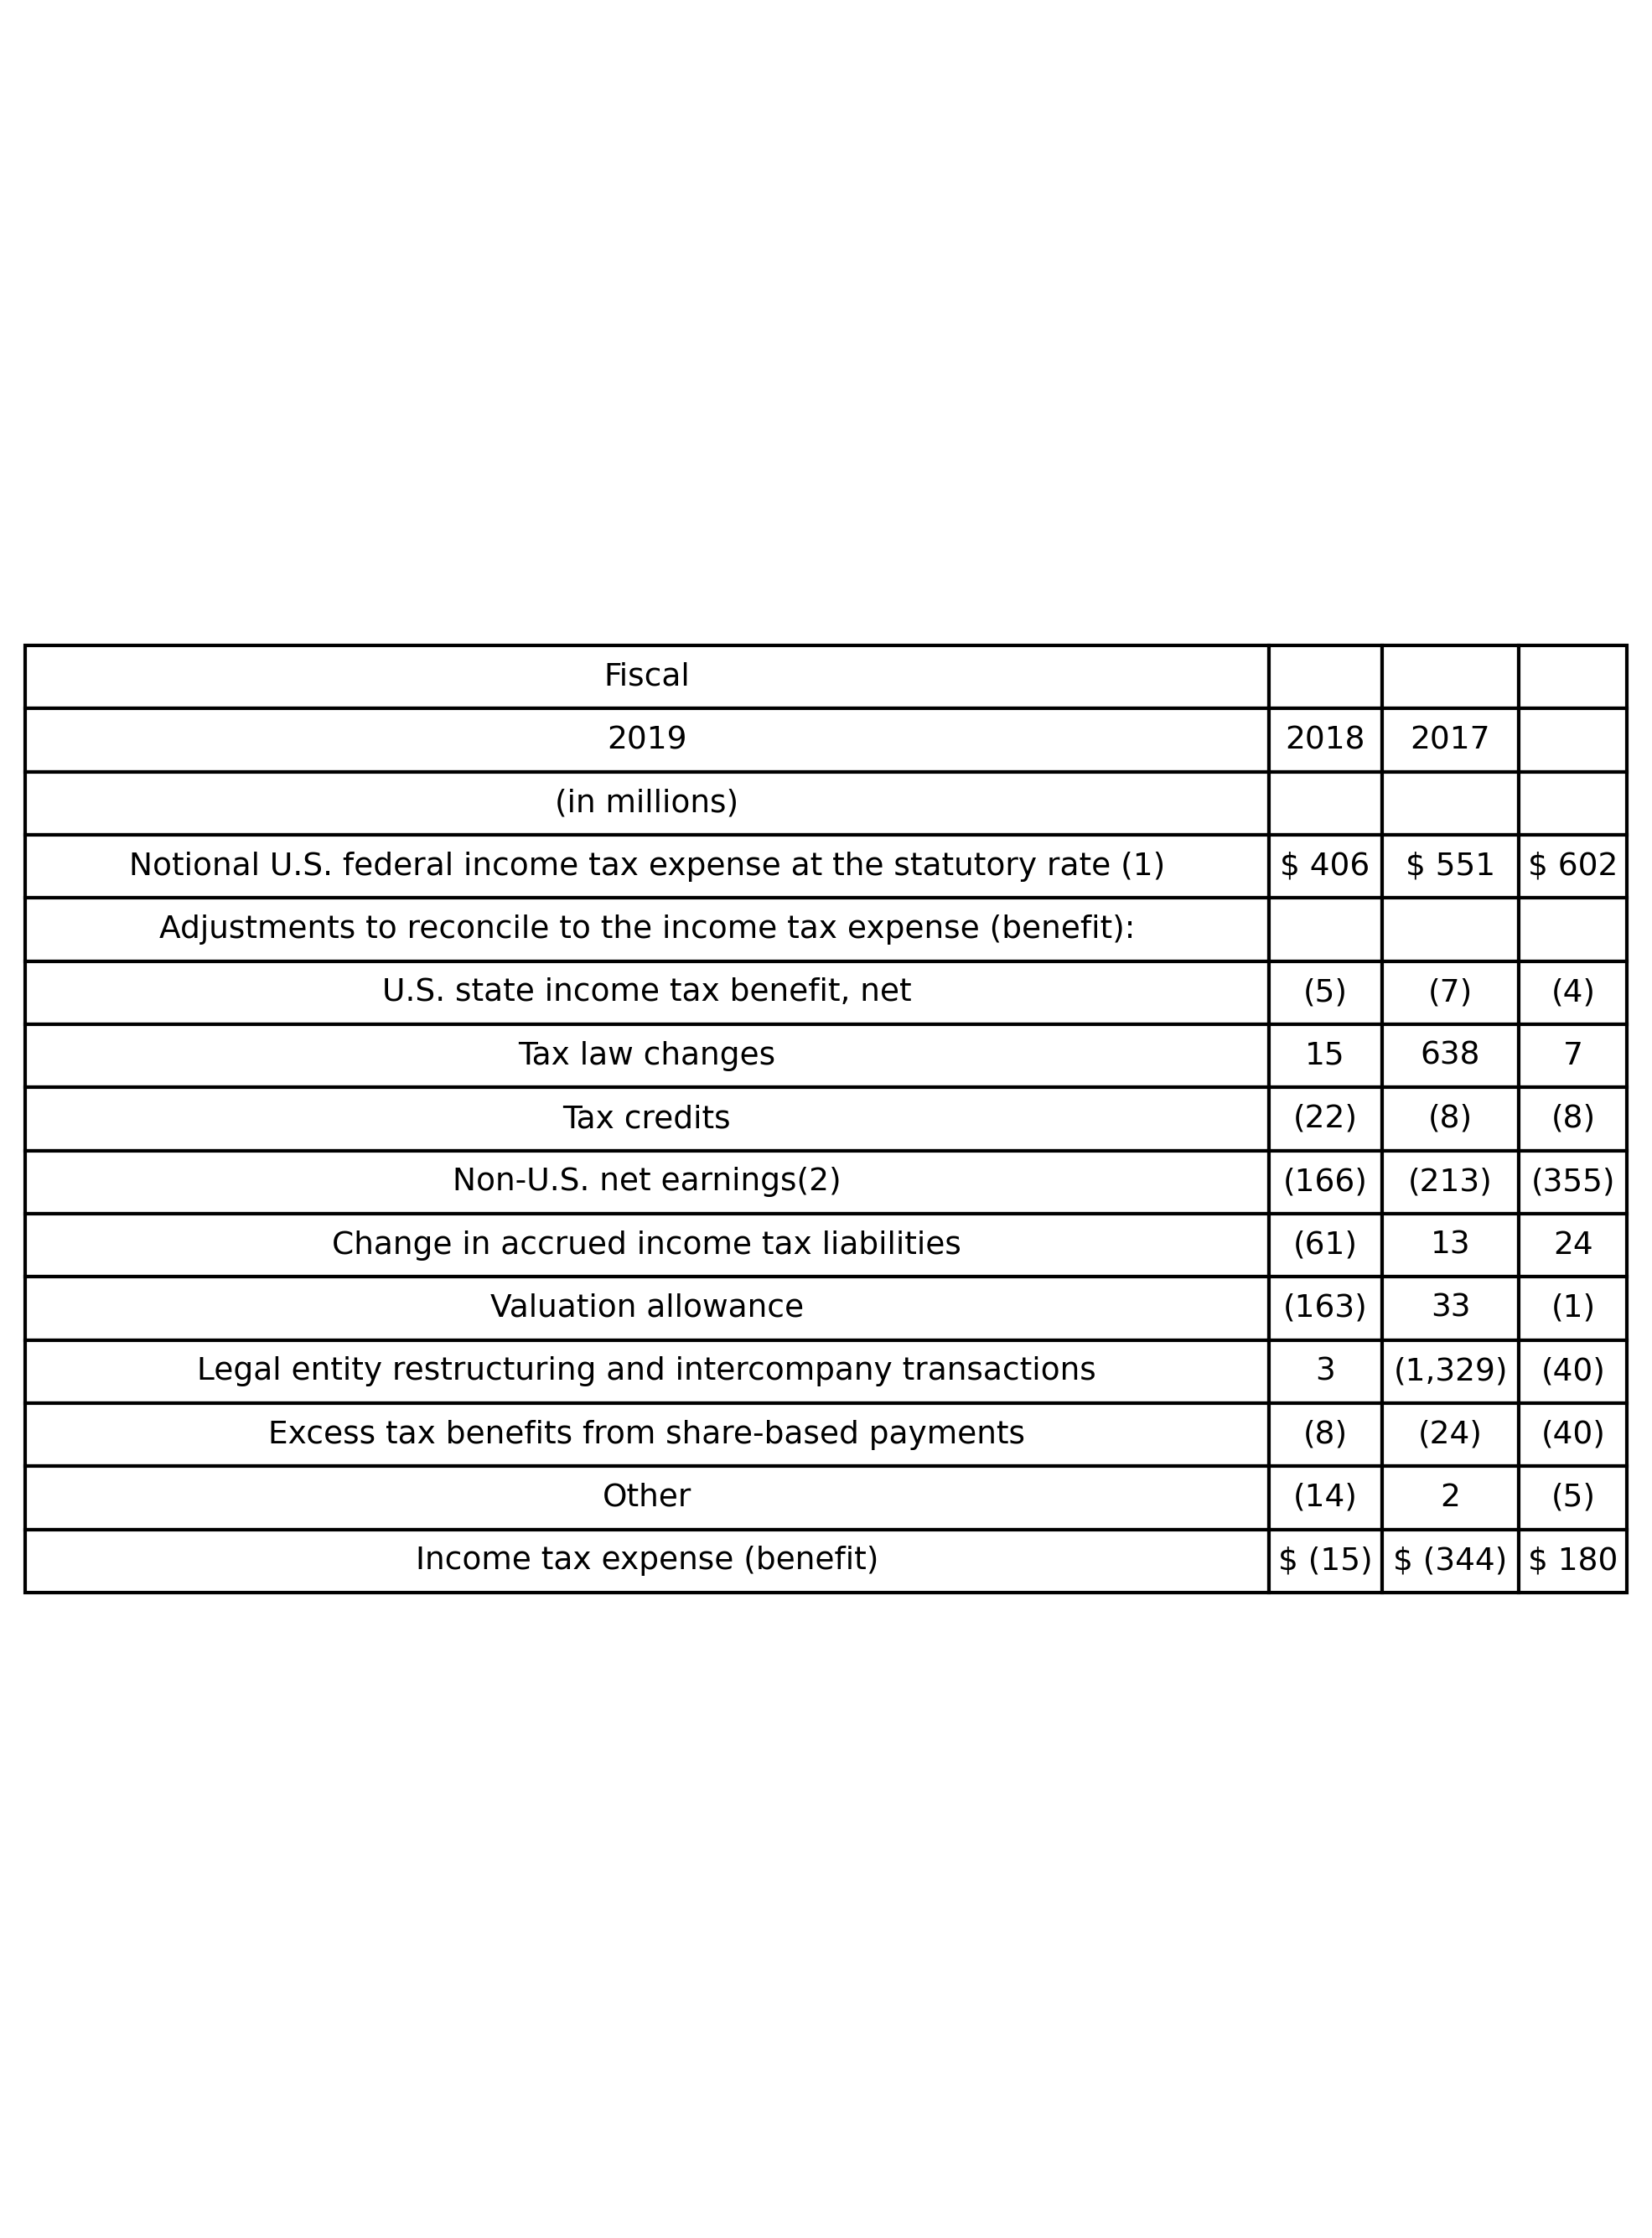 Fiscal
2019 2018 2017
(in millions)
Notional U.S. federal income tax expense at the statutory rate (1) $ 406 $ 551 $ 602
Adjustments to reconcile to the income tax expense (benefit):
U.S. state income tax benefit, net (5) (7) (4)
Tax law changes 15 638 7
Tax credits (22) (8) (8)
Non-U.S. net earnings(2) (166) (213) (355)
Change in accrued income tax liabilities (61) 13 24
Valuation allowance (163) 33 (1)
Legal entity restructuring and intercompany transactions 3 (1,329) (40)
Excess tax benefits from share-based payments (8) (24) (40)
Other (14) 2 (5)
Income tax expense (benefit) $ (15) $ (344) $ 180